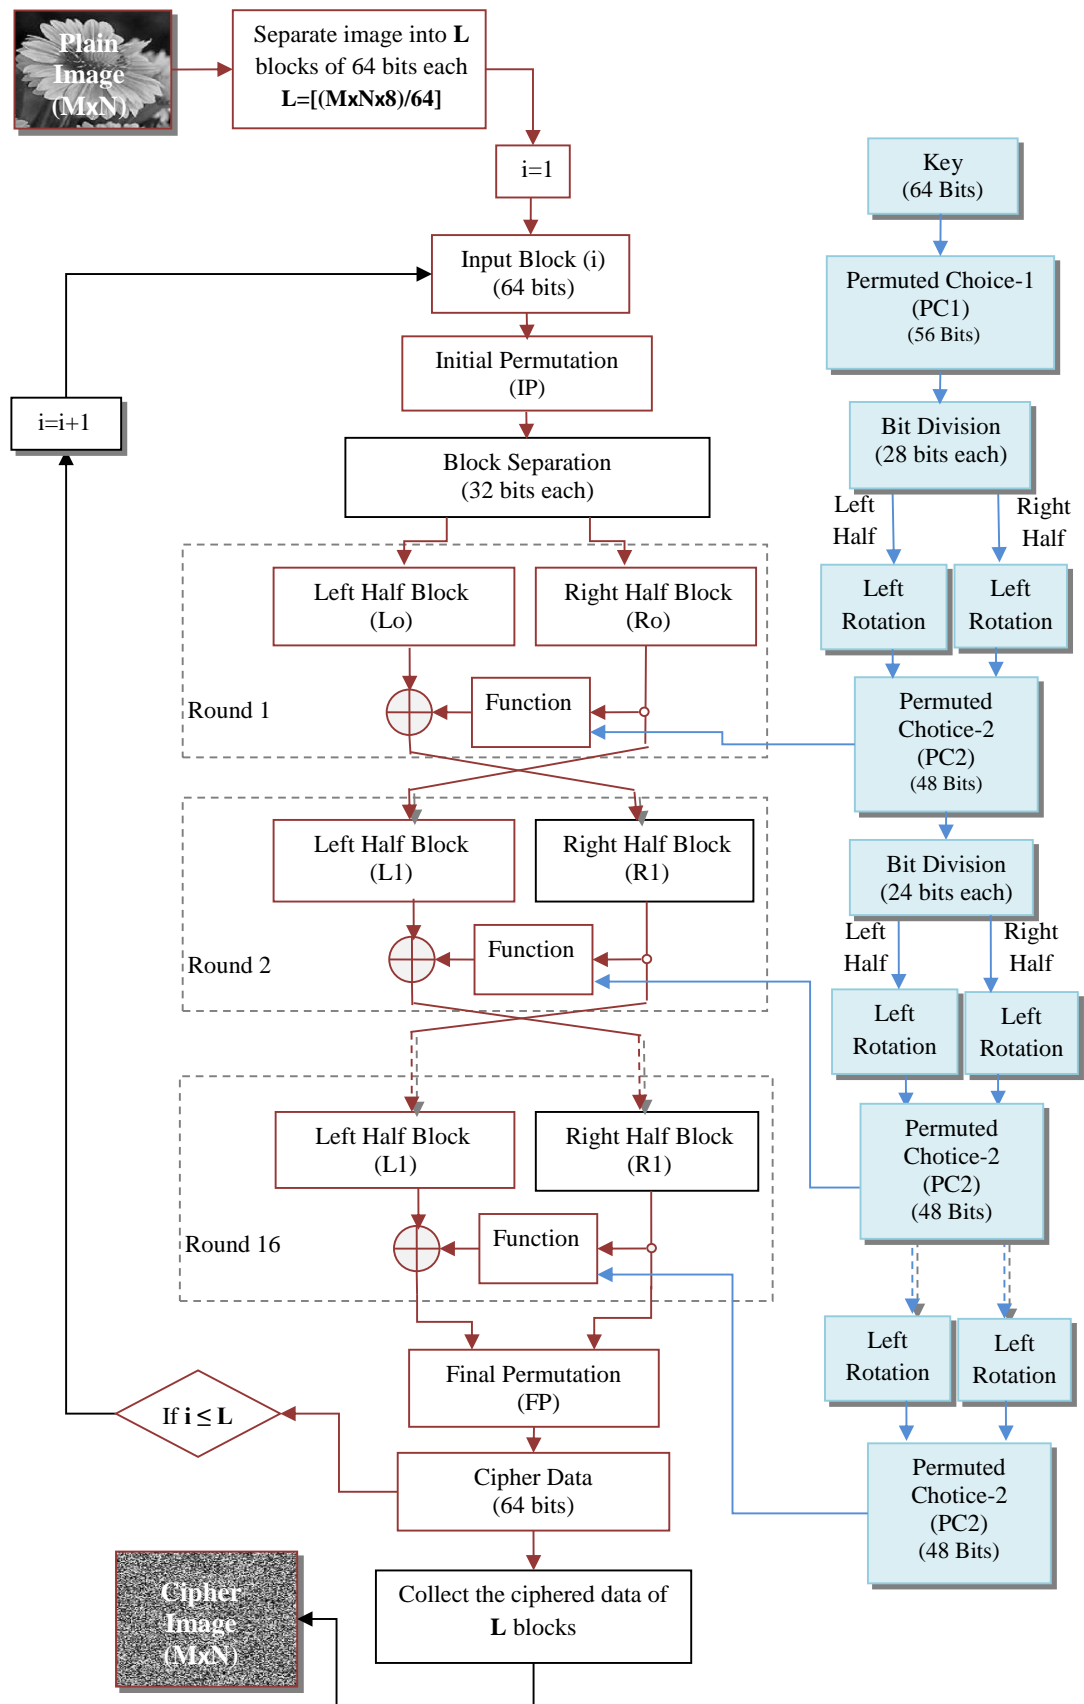 Plain
Image
(MxN)
Separate image into L
blocks of 64 bits each
L=[(MxNx8)/64]
i=1
Input Block (i)
(64 bits)
Initial Permutation
(IP)
i=i+1
Block Separation
(32 bits each)
Left Half Block
(Lo)
Right Half Block
(Ro)
Function
Round 1
Left Half Block
(L1)
Right Half Block
(R1)
Function
Round 2
Left Half Block
(L1)
Right Half Block
(R1)
Function
Round 16
Final Permutation
(FP)
If i ≤ L
Cipher Data
(64 bits)
Collect the ciphered data of
L blocks
Cipher
Image
(MxN)
Key
(64 Bits)
Permuted Choice-1
(PC1)
(56 Bits)
Bit Division
(28 bits each)
Left
Half
Right
Half
Left
Rotation
Left
Rotation
Permuted
Chotice-2
(PC2)
(48 Bits)
Bit Division
(24 bits each)
Left
Half
Right
Half
Left
Rotation
Left
Rotation
Permuted
Chotice-2
(PC2)
(48 Bits)
Left
Rotation
Left
Rotation
Permuted
Chotice-2
(PC2)
(48 Bits)